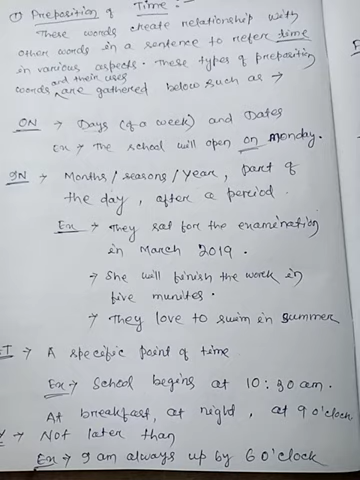 ① Preposition of Time :-
These words create relationship with
other words in a sentence to refer time
in various aspects. These types of preposition
and their uses
words are gathered below such as →
ON → Days (of a week) and Dates
Ex → The school will open on Monday.
IN → Months / seasons / Year, part of
the day, after a period.
Ex → They sat for the examination
in March 2019.
→ She will finish the work in
five munites.
→ They love to swim in summer
→ A specific point of time
Ex → School begins at 10:30 am.
At breakfast, at night, at 9 o'clock
→ Not later than
Ex → I am always up by 6 o'clock